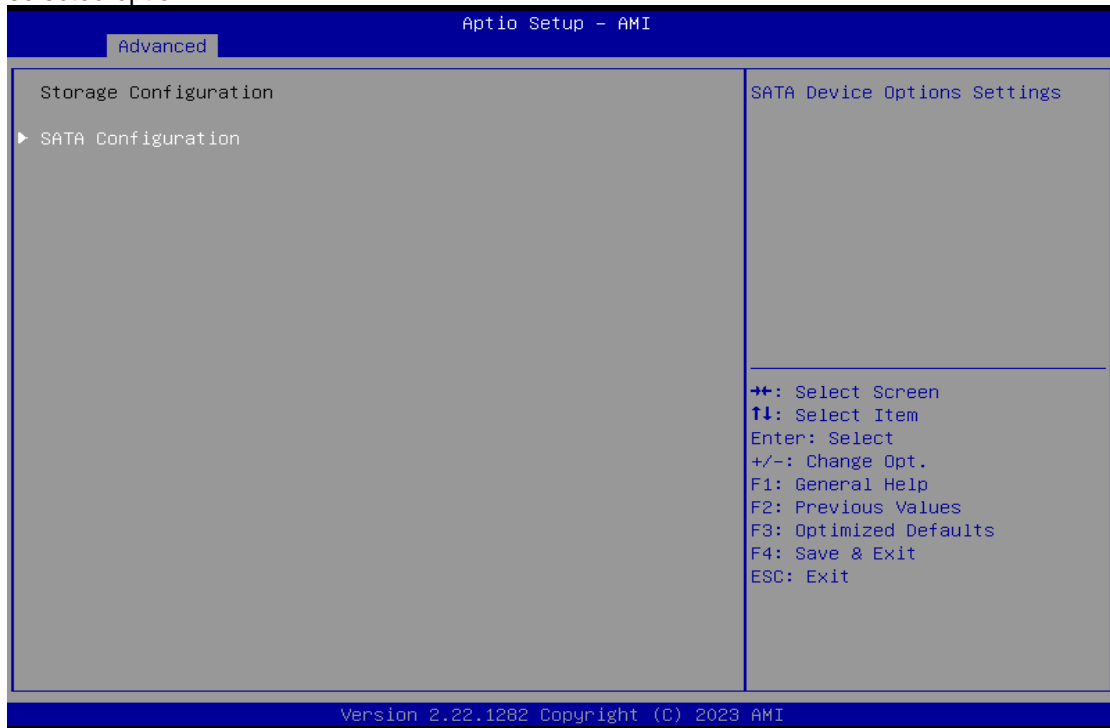 Aptio Setup – AMI
Advanced
Storage Configuration
▶ SATA Configuration
SATA Device Options Settings
→←: Select Screen
↑↓: Select Item
Enter: Select
+/-: Change Opt.
F1: General Help
F2: Previous Values
F3: Optimized Defaults
F4: Save & Exit
ESC: Exit
Version 2.22.1282 Copyright (C) 2023 AMI